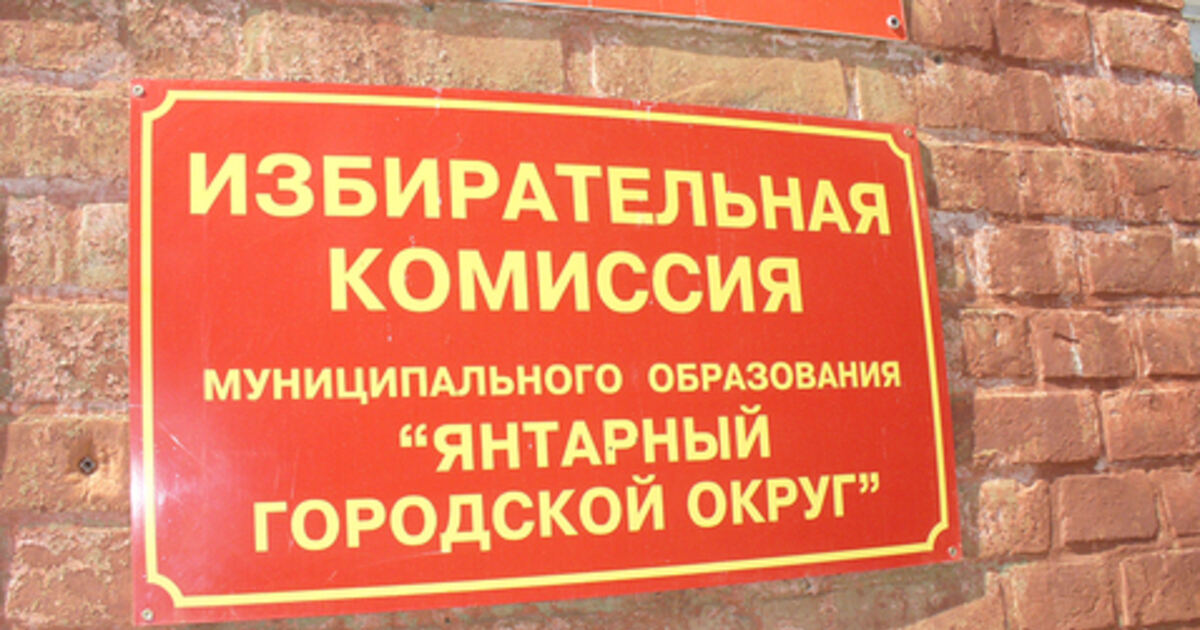 ИЗБИРАТЕЛЬНАЯ
КОМИССИЯ
МУНИЦИПАЛЬНОГО ОБРАЗОВАНИЯ
“ЯНТАРНЫЙ
ГОРОДСКОЙ ОКРУГ”